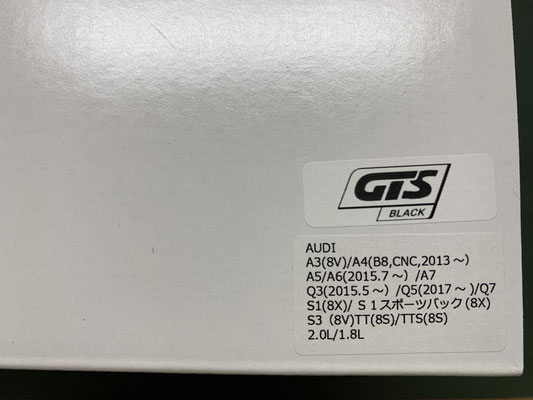 GTS
BLACK
AUDI
A3(8V)/A4(B8,CNC,2013～)
A5/A6(2015.7～) /A7
Q3(2015.5～) /Q5(2017～)/Q7
S1(8X)/ S１スポーツバック(8X)
S3 (8V)TT(8S)/TTS(8S)
2.0L/1.8L